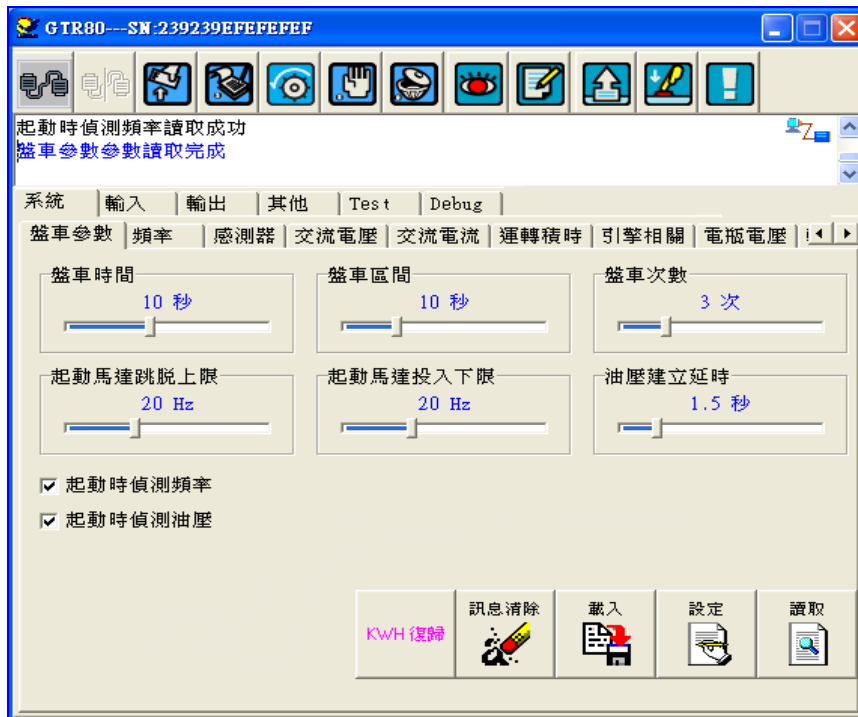 GTR80---SN:239239EFEFEFEF
起動時偵測頻率讀取成功
盤車參數參數讀取完成
系統 輸入 輸出 其他 Test Debug
盤車參數 頻率 感測器 交流電壓 交流電流 運轉積時 引擎相關 電瓶電壓
盤車時間 盤車區間 盤車次數
10 秒 10 秒 3 次
起動馬達跳脫上限 起動馬達投入下限 油壓建立延時
20 Hz 20 Hz 1.5 秒
起動時偵測頻率
起動時偵測油壓
KWH 復歸 訊息清除 載入 設定 讀取